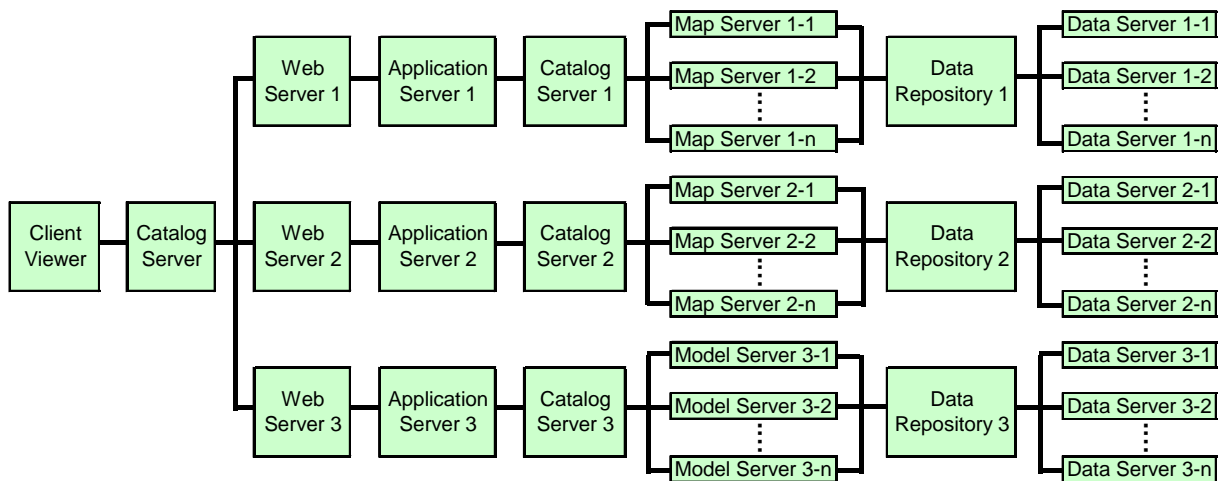 Client
Viewer
Catalog
Server
Web
Server 1
Application
Server 1
Catalog
Server 1
Map Server 1-1
Map Server 1-2
Map Server 1-n
Data
Repository 1
Data Server 1-1
Data Server 1-2
Data Server 1-n
Web
Server 2
Application
Server 2
Catalog
Server 2
Map Server 2-1
Map Server 2-2
Map Server 2-n
Data
Repository 2
Data Server 2-1
Data Server 2-2
Data Server 2-n
Web
Server 3
Application
Server 3
Catalog
Server 3
Model Server 3-1
Model Server 3-2
Model Server 3-n
Data
Repository 3
Data Server 3-1
Data Server 3-2
Data Server 3-n